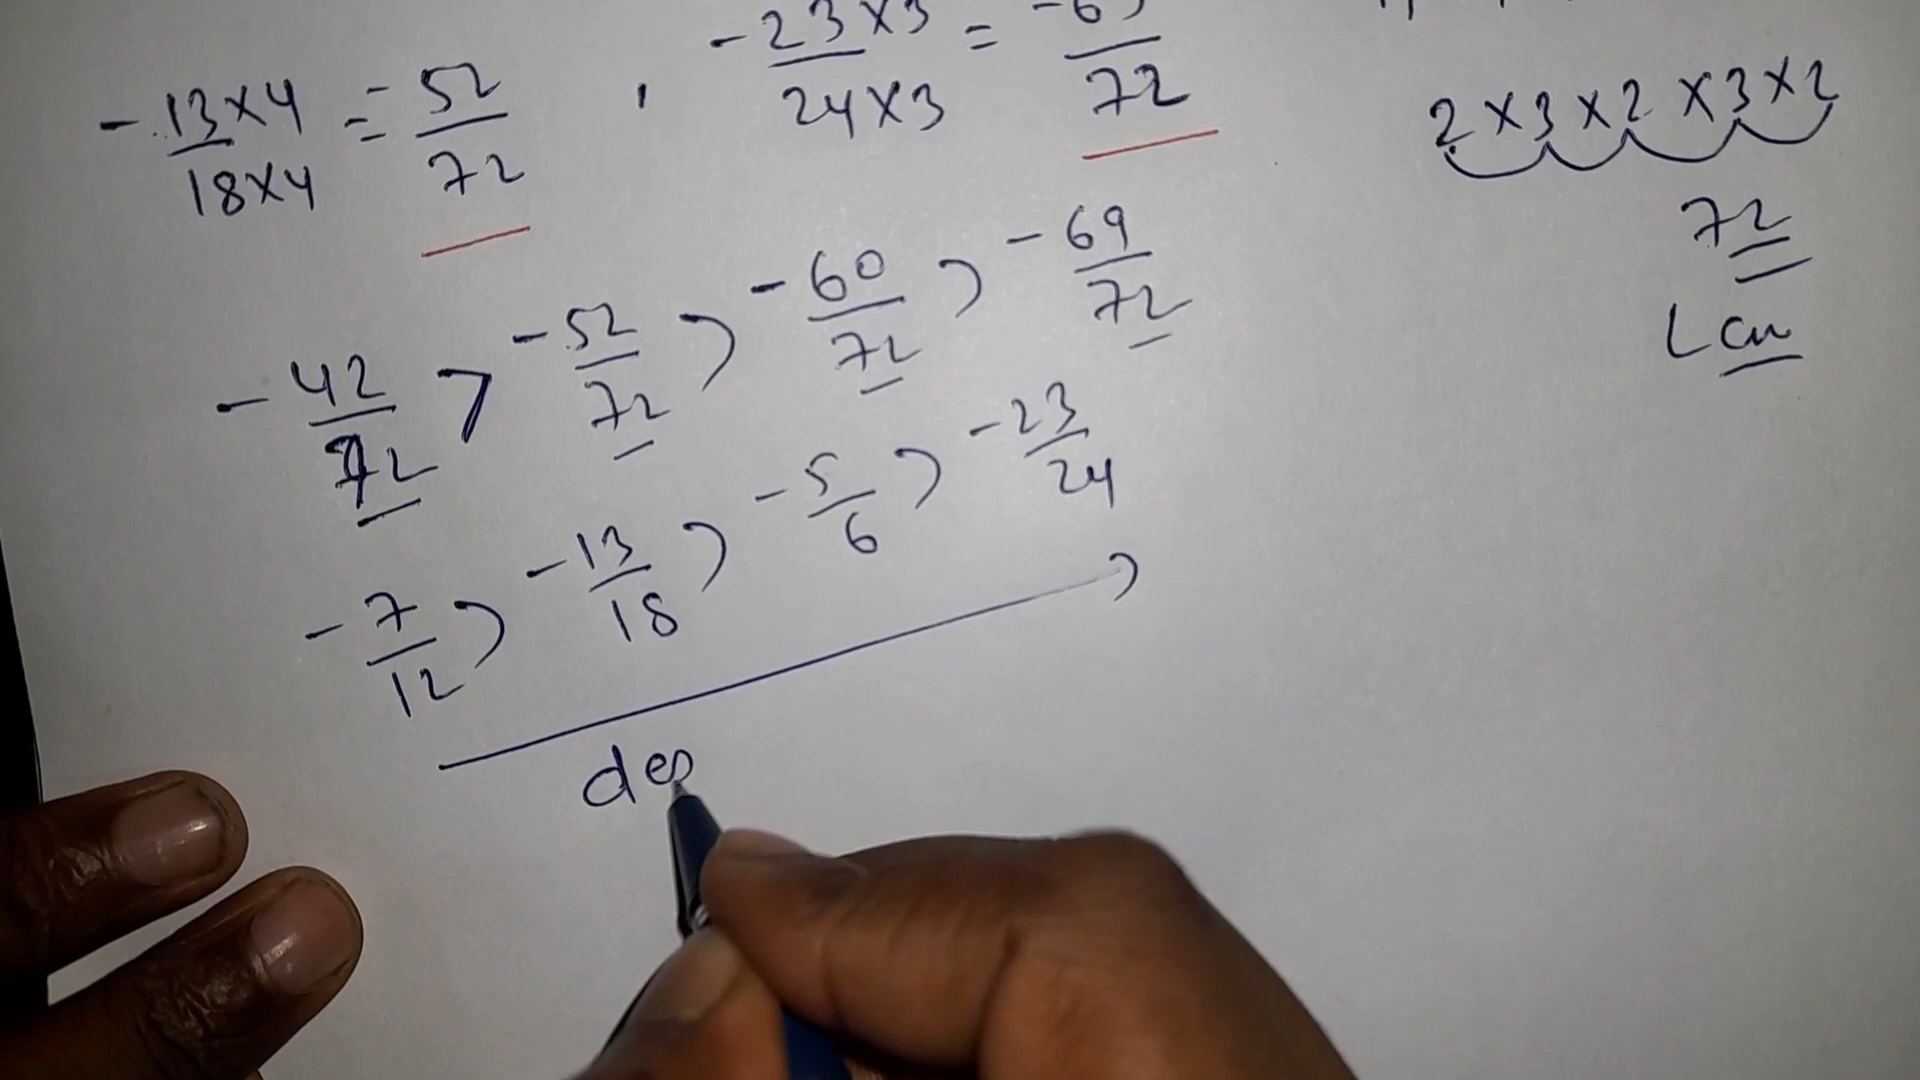 -13×4/18×4 = -52/72 , -23×3/24×3 = -69/72
2×3×2×3×2
72
Lcm
-42/72 > -52/72 > -60/72 > -69/72
-7/12 > -13/18 > -5/6 > -23/24
des